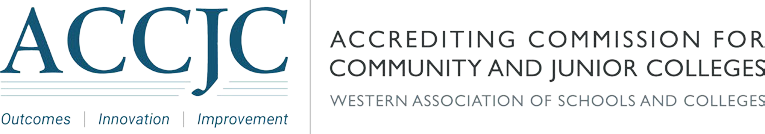 ACCJC
Outcomes | Innovation | Improvement
ACCREDITING COMMISSION FOR
COMMUNITY AND JUNIOR COLLEGES
WESTERN ASSOCIATION OF SCHOOLS AND COLLEGES